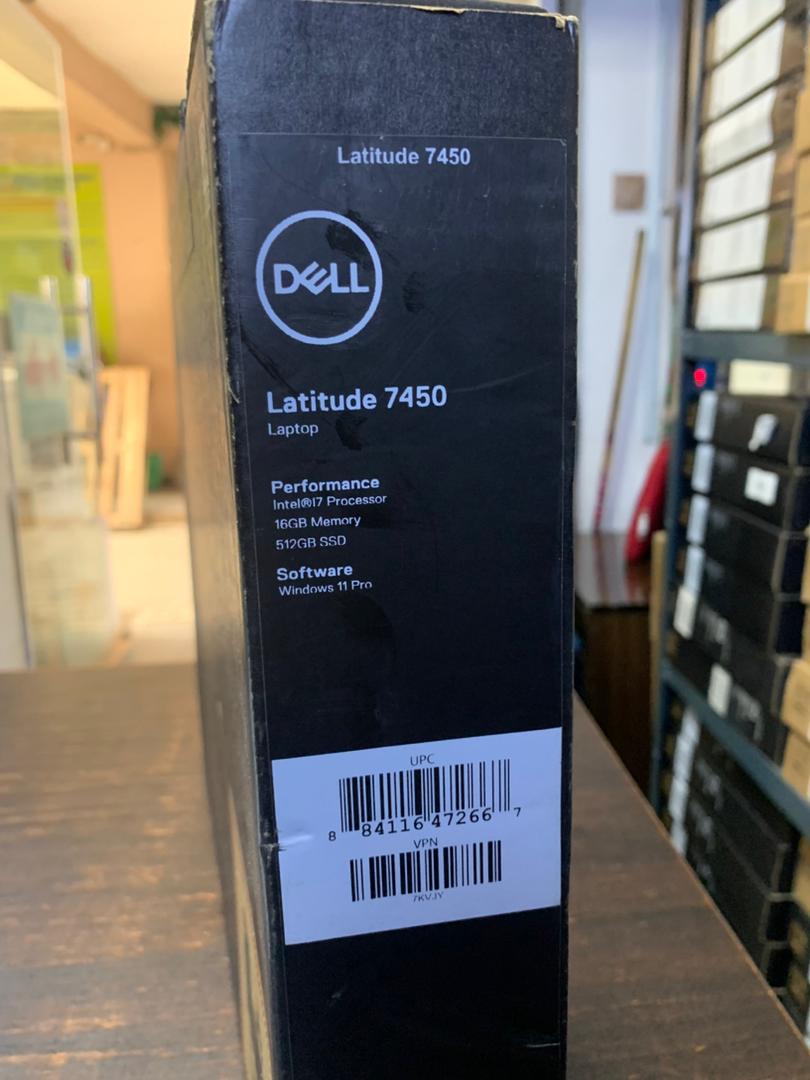 Latitude 7450
DELL
Latitude 7450
Laptop
Performance
Intel®I7 Processor
16GB Memory
512GB SSD
Software
Windows 11 Pro
UPC
8 84116 47266 7
VPN
7KVJY